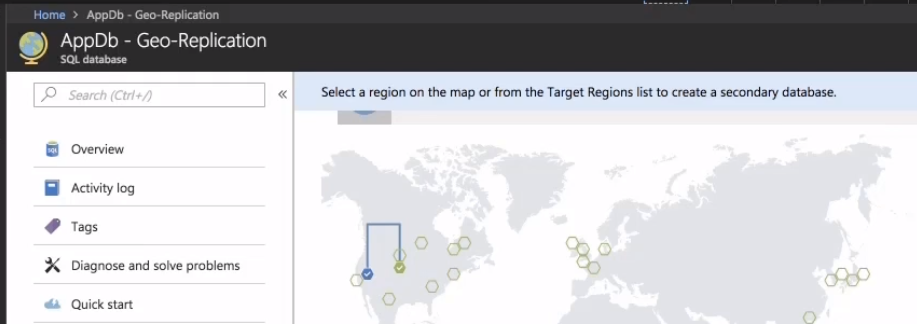 Home > AppDb - Geo-Replication
AppDb - Geo-Replication
SQL database
Search (Ctrl+/)
«
Select a region on the map or from the Target Regions list to create a secondary database.
SQL
Overview
Activity log
Tags
Diagnose and solve problems
Quick start